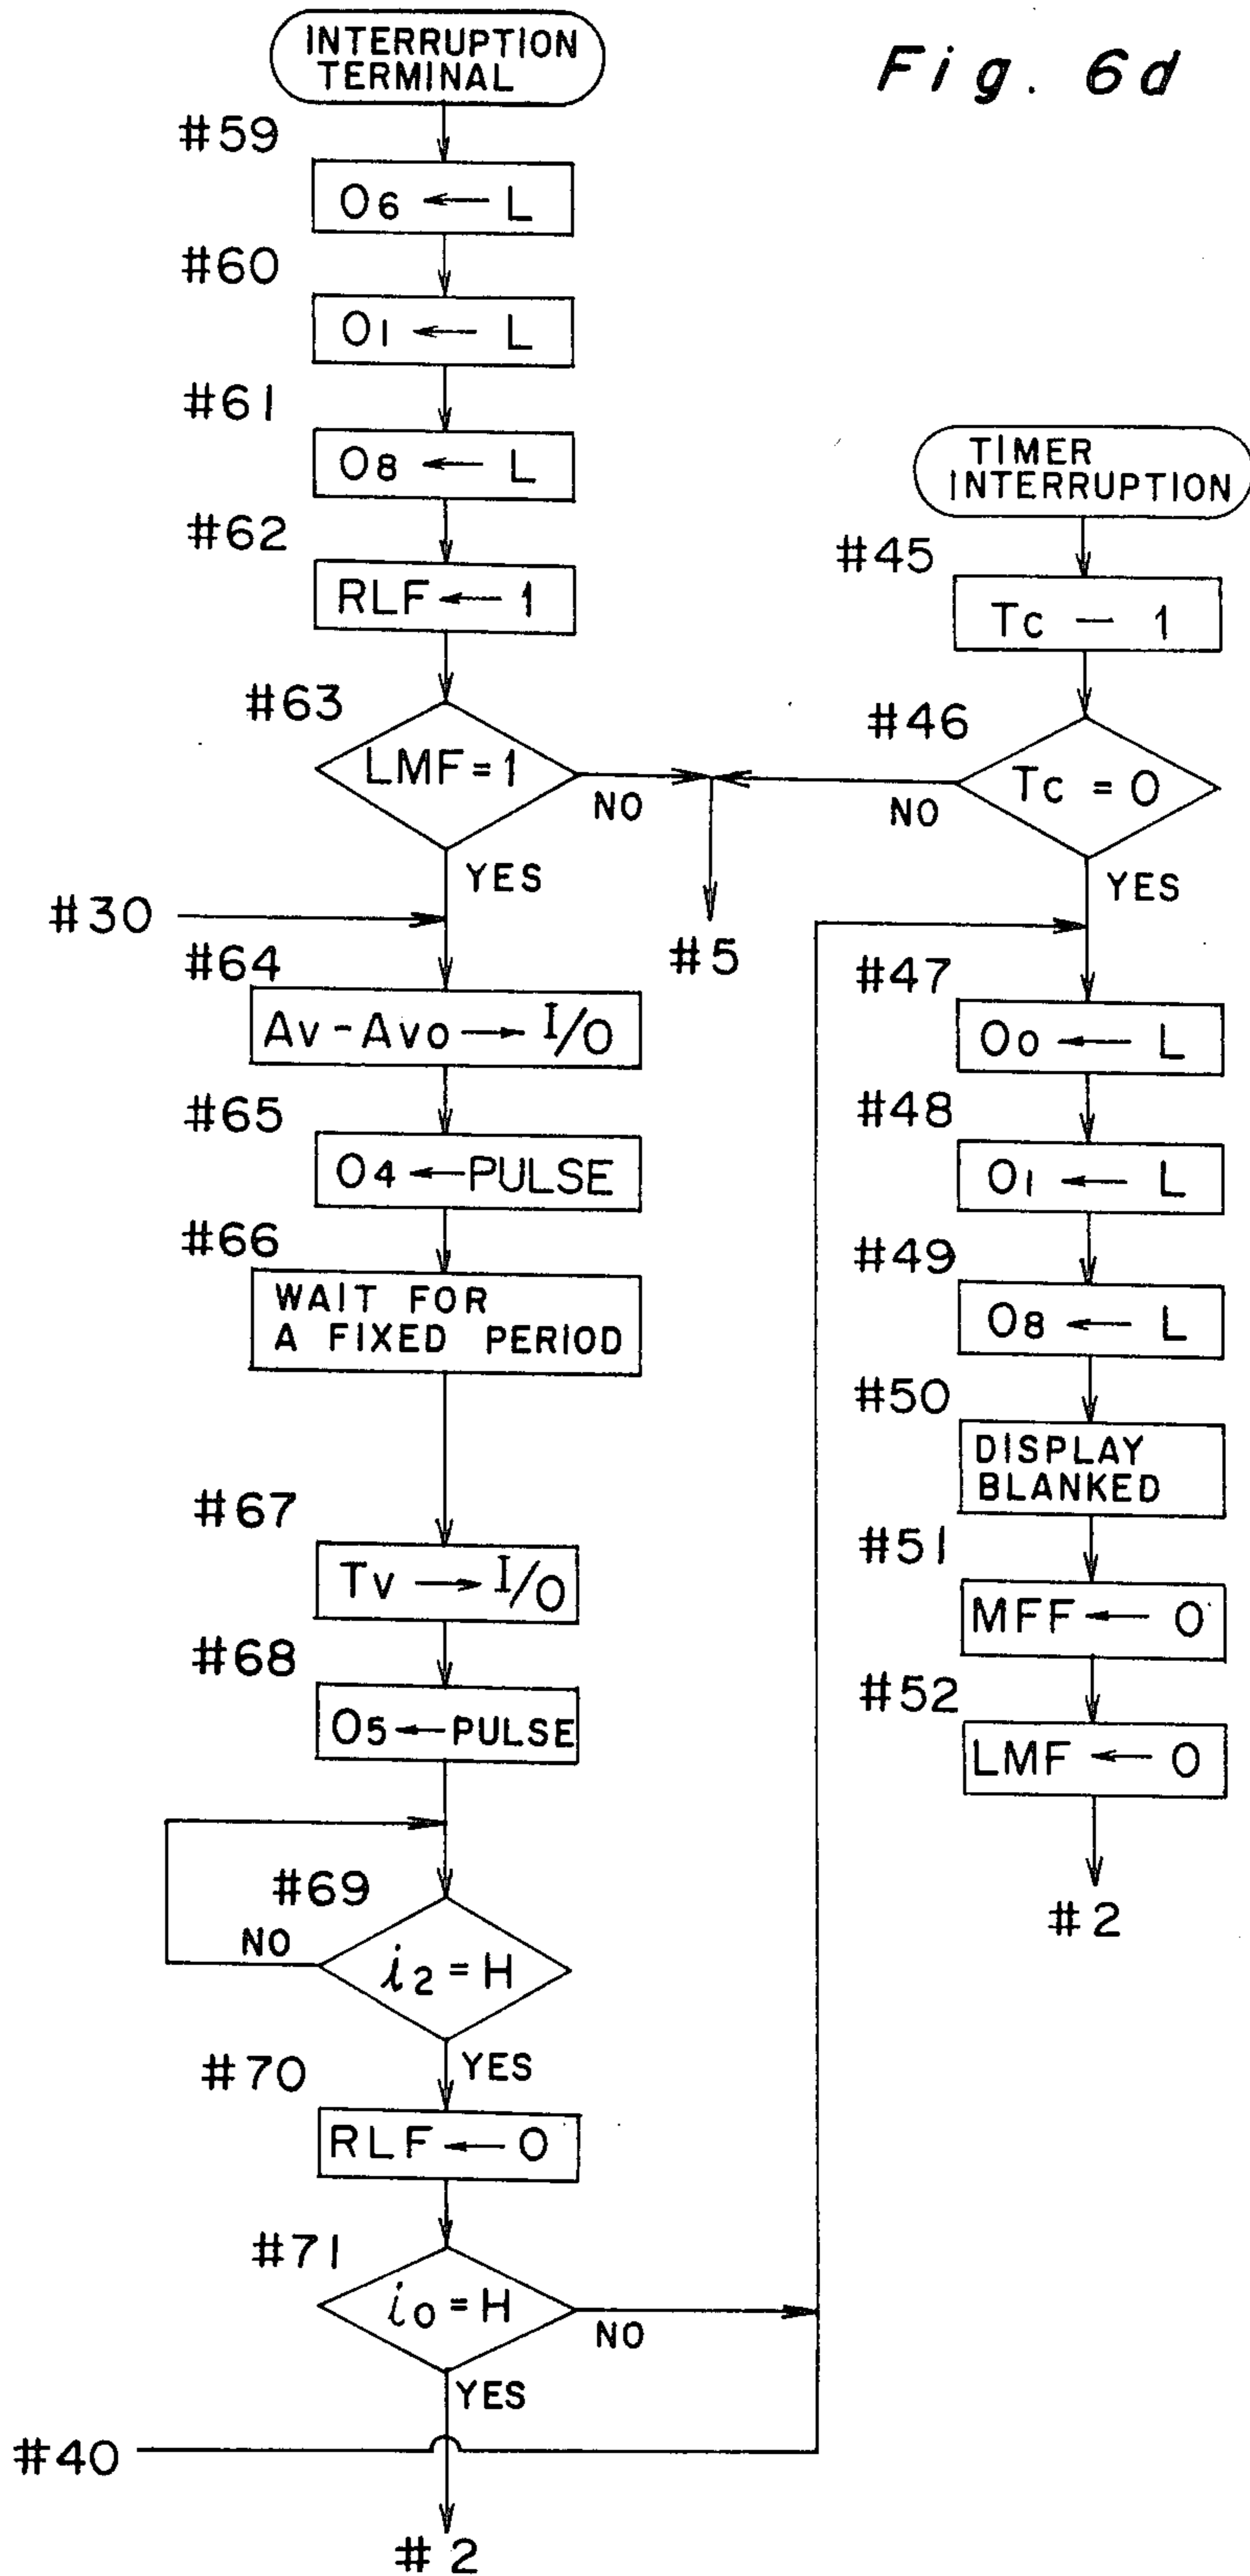 Fig. 6d
INTERRUPTION
TERMINAL
#59
O6 ← L
#60
O1 ← L
#61
O8 ← L
#62
RLF ← 1
#63
LMF = 1
NO
YES
#30
#5
#64
Av - Avo → I/O
#65
O4 ← PULSE
#66
WAIT FOR
A FIXED PERIOD
#67
Tv → I/O
#68
O5 ← PULSE
#69
NO
i2 = H
YES
#70
RLF ← 0
#71
i0 = H
NO
YES
#40
#2
TIMER
INTERRUPTION
#45
Tc - 1
#46
Tc = 0
NO
YES
#47
O0 ← L
#48
O1 ← L
#49
O8 ← L
#50
DISPLAY
BLANKED
#51
MFF ← 0
#52
LMF ← 0
#2